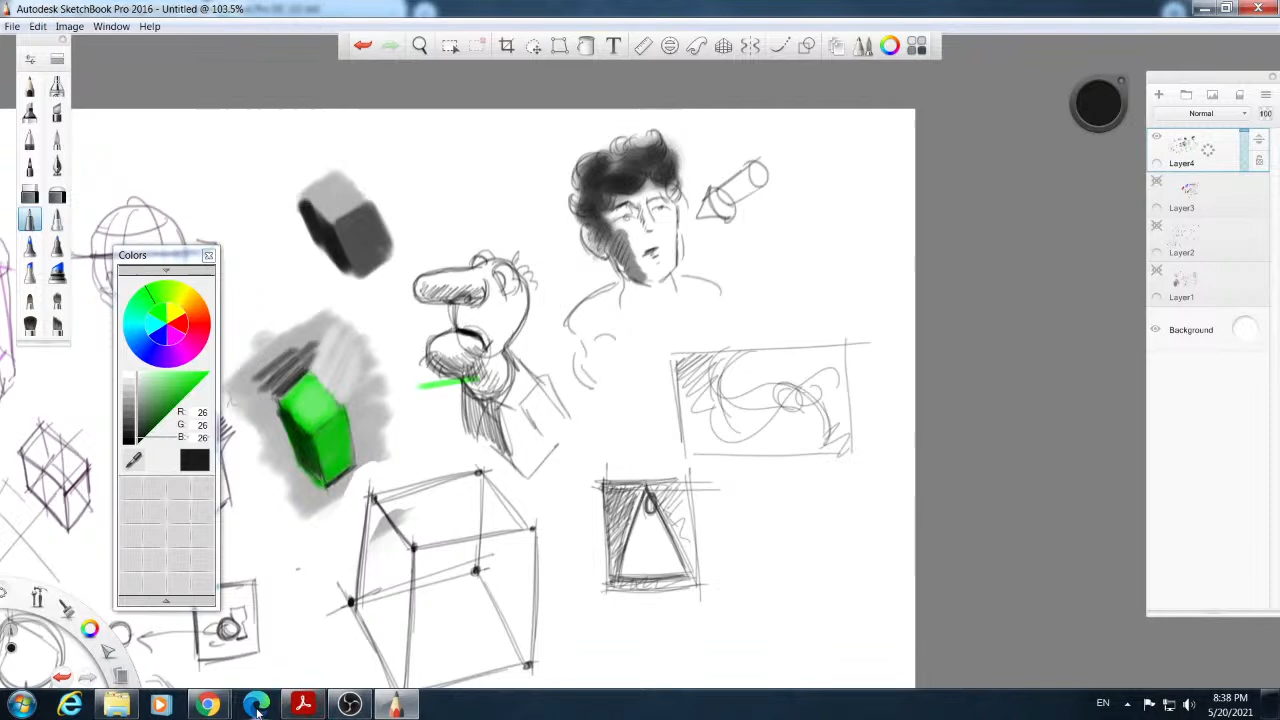 Autodesk SketchBook Pro 2016 - Untitled @ 103.5%
File Edit Image Window Help
Normal 100
Layer4
Layer3
Layer2
Layer1
Background
Colors
R: 26
G: 26
B: 26
EN
8:38 PM
5/20/2021